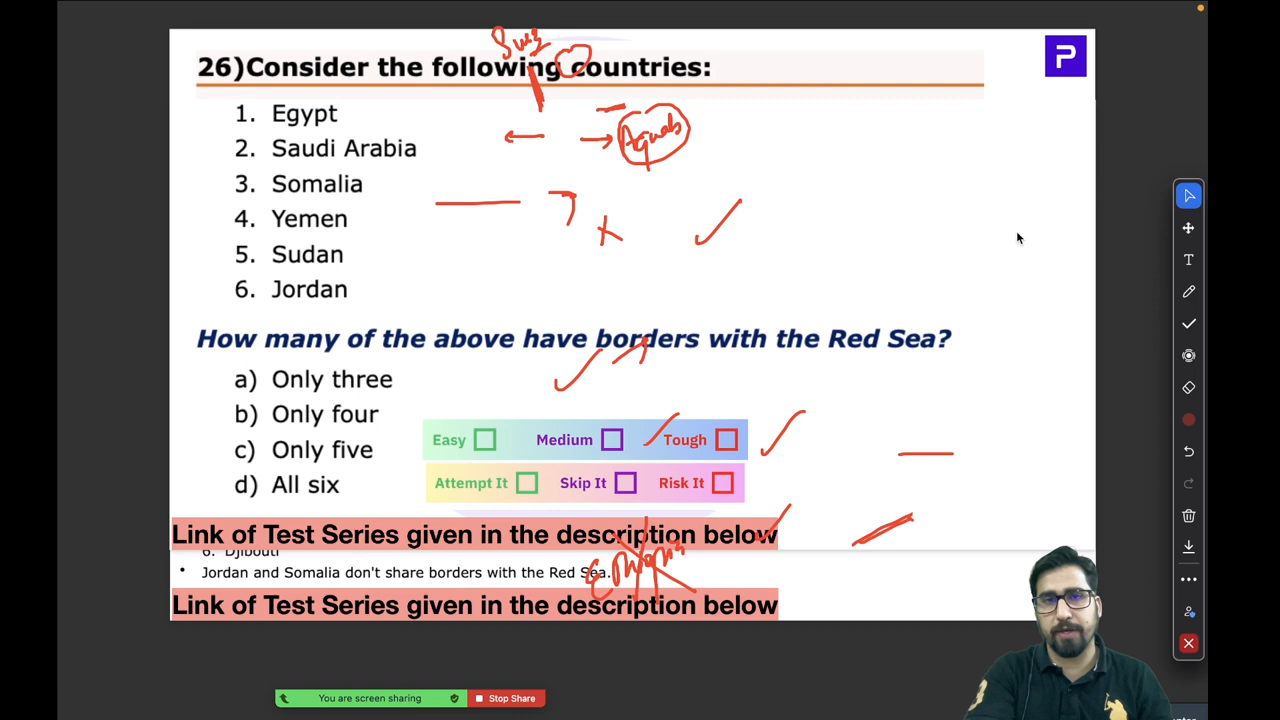 Suez
26)Consider the following countries:
P
1. Egypt
Aquab
2. Saudi Arabia
3. Somalia
4. Yemen
5. Sudan
6. Jordan
How many of the above have borders with the Red Sea?
a) Only three
b) Only four
c) Only five
d) All six
Easy Medium Tough
Attempt It Skip It Risk It
Link of Test Series given in the description below
6. Djibouti
• Jordan and Somalia don't share borders with the Red Sea.
Link of Test Series given in the description below
You are screen sharing Stop Share